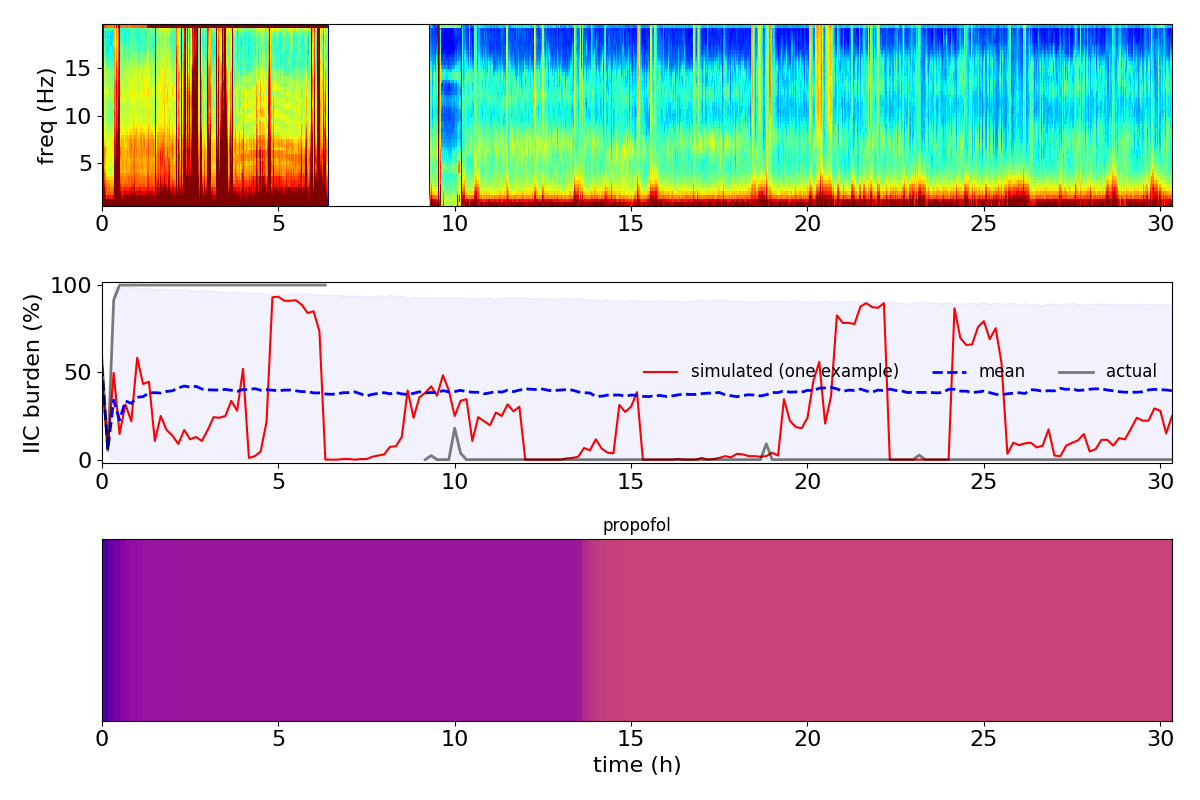 freq (Hz)
15
10
5
0 5 10 15 20 25 30
IIC burden (%)
100
50
0
simulated (one example) mean actual
0 5 10 15 20 25 30
propofol
0 5 10 15 20 25 30
time (h)